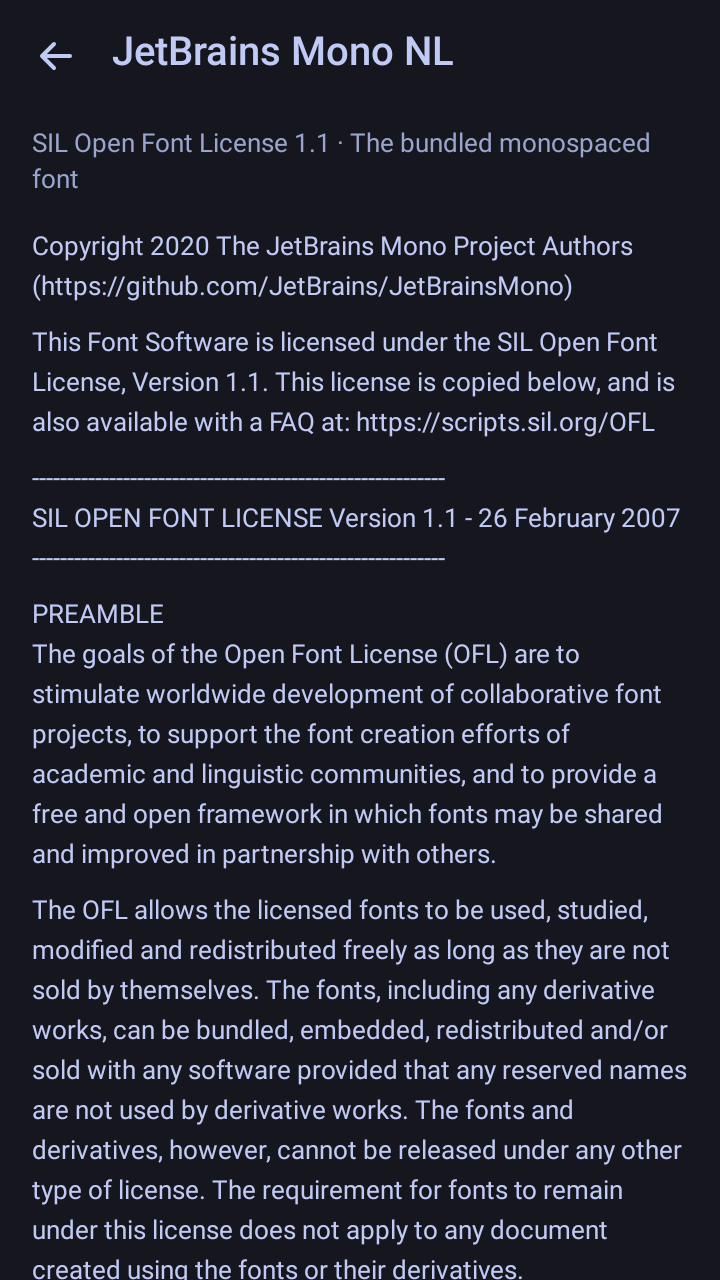 JetBrains Mono NL
SIL Open Font License 1.1 · The bundled monospaced
font
Copyright 2020 The JetBrains Mono Project Authors
(https://github.com/JetBrains/JetBrainsMono)
This Font Software is licensed under the SIL Open Font
License, Version 1.1. This license is copied below, and is
also available with a FAQ at: https://scripts.sil.org/OFL
-----------------------------------------------------------
SIL OPEN FONT LICENSE Version 1.1 - 26 February 2007
-----------------------------------------------------------
PREAMBLE
The goals of the Open Font License (OFL) are to
stimulate worldwide development of collaborative font
projects, to support the font creation efforts of
academic and linguistic communities, and to provide a
free and open framework in which fonts may be shared
and improved in partnership with others.
The OFL allows the licensed fonts to be used, studied,
modified and redistributed freely as long as they are not
sold by themselves. The fonts, including any derivative
works, can be bundled, embedded, redistributed and/or
sold with any software provided that any reserved names
are not used by derivative works. The fonts and
derivatives, however, cannot be released under any other
type of license. The requirement for fonts to remain
under this license does not apply to any document
created using the fonts or their derivatives.